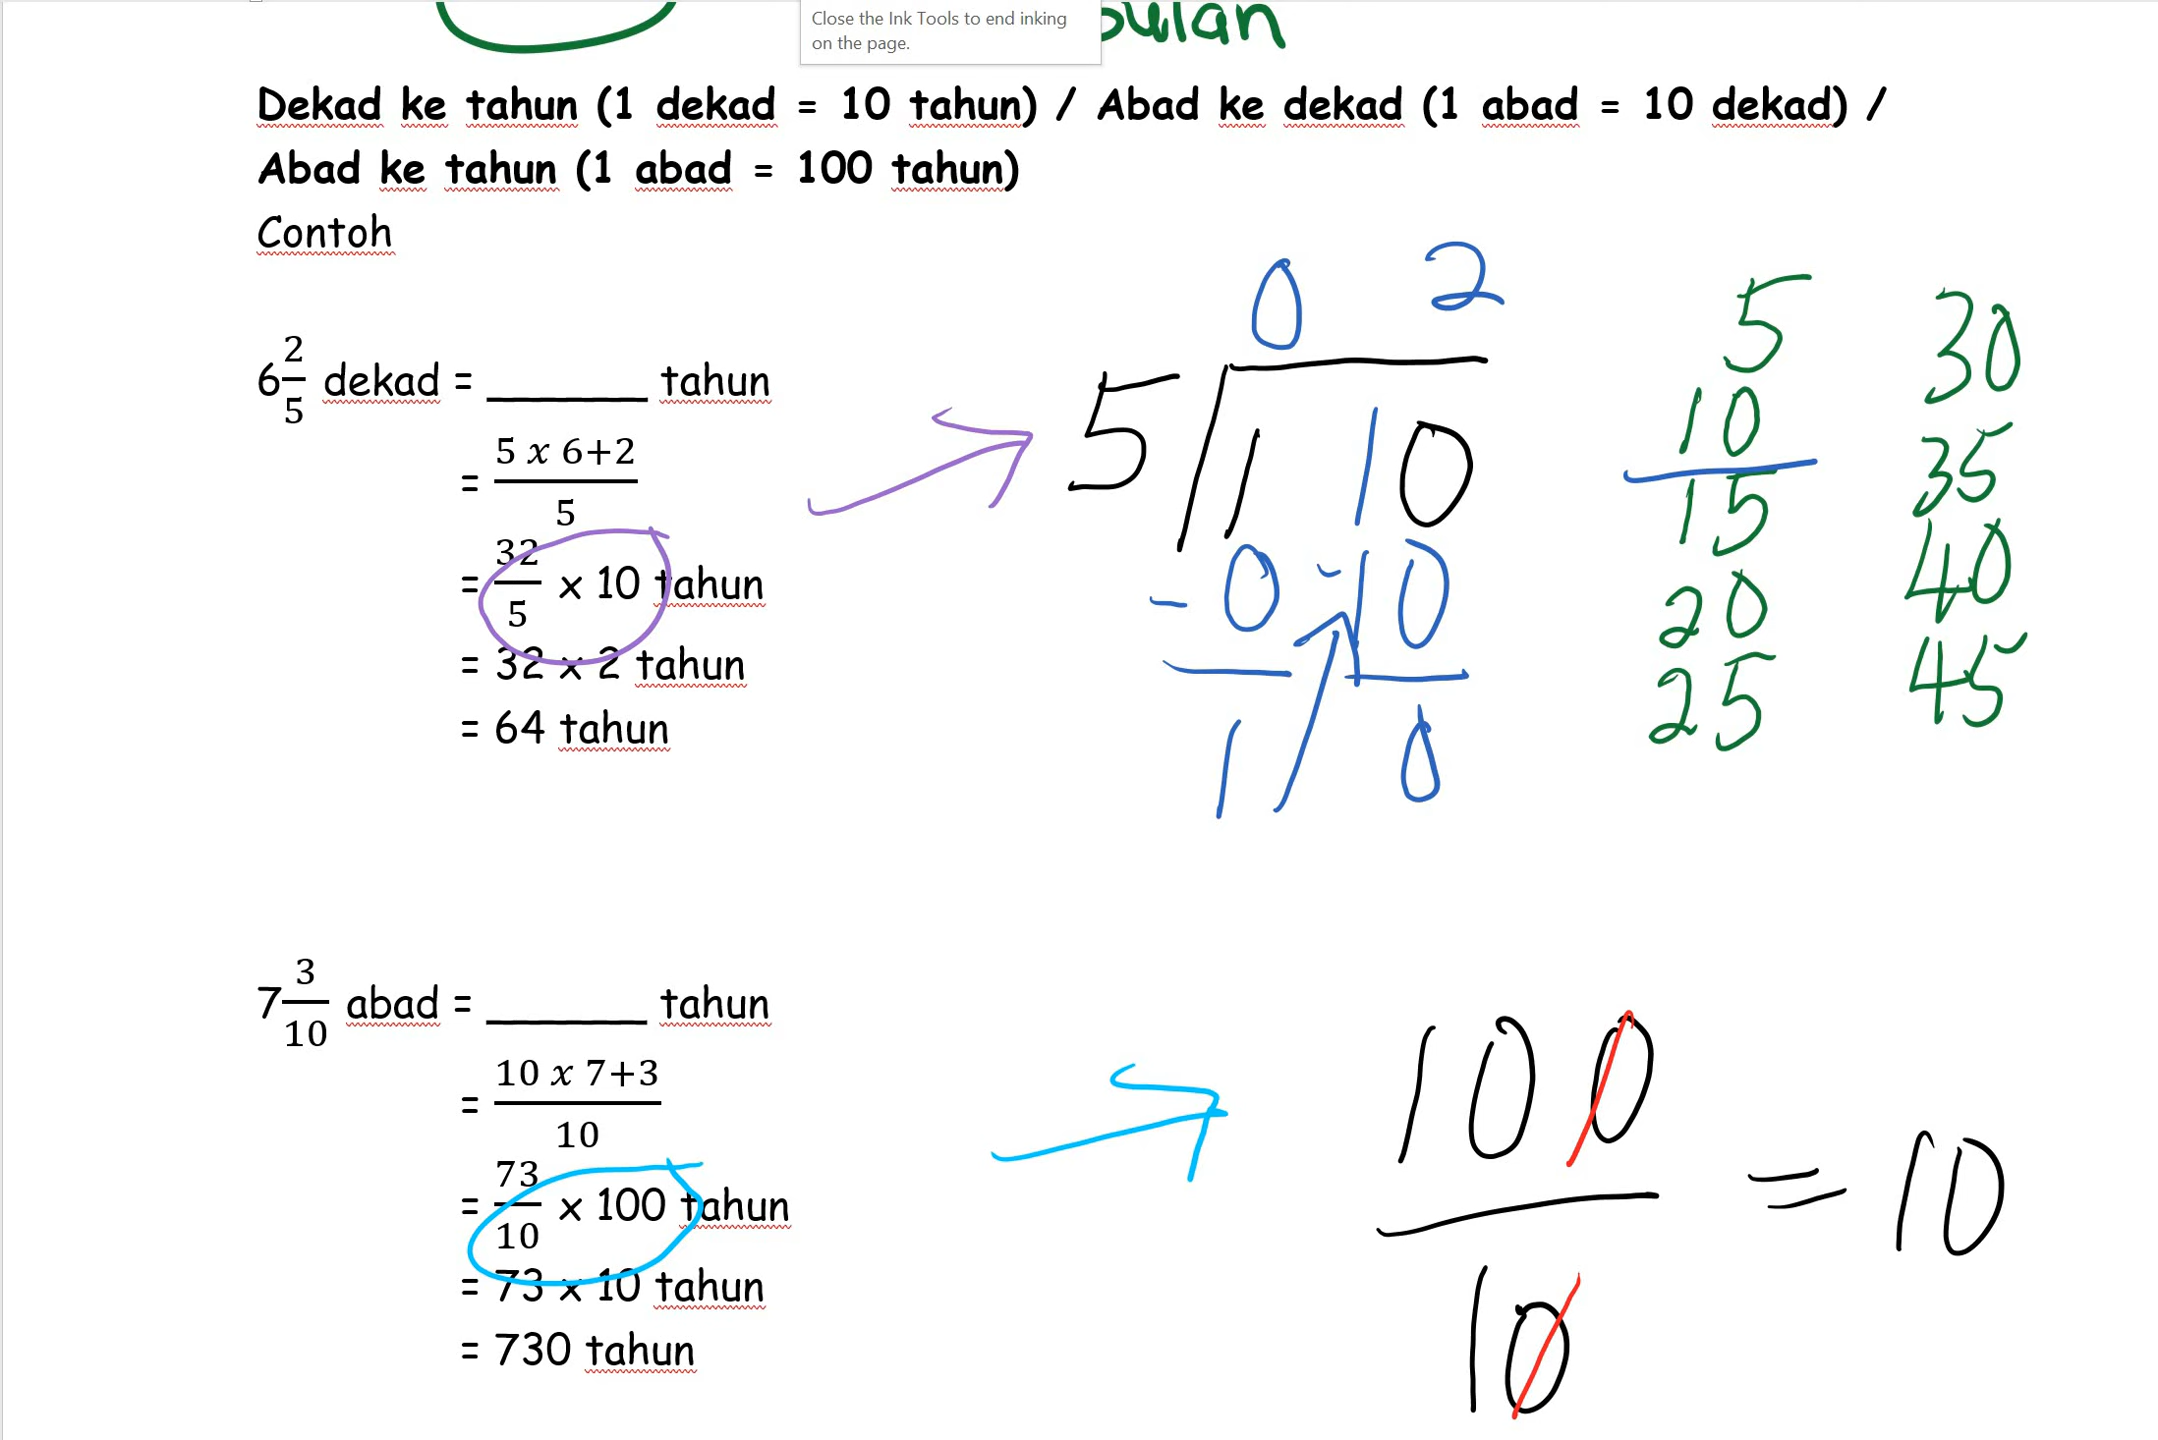 bulan
Close the Ink Tools to end inking
on the page.
Dekad ke tahun (1 dekad = 10 tahun) / Abad ke dekad (1 abad = 10 dekad) /
Abad ke tahun (1 abad = 100 tahun)
Contoh
6 2/5 dekad = ________ tahun
= (5 x 6+2)/5
= 32/5 x 10 tahun
= 32 x 2 tahun
= 64 tahun
0 2
5 1 10
- 0 - 10
1 0
5
10
15
20
25
30
35
40
45
7 3/10 abad = ________ tahun
= (10 x 7+3)/10
= 73/10 x 100 tahun
= 73 x 10 tahun
= 730 tahun
100/10 = 10